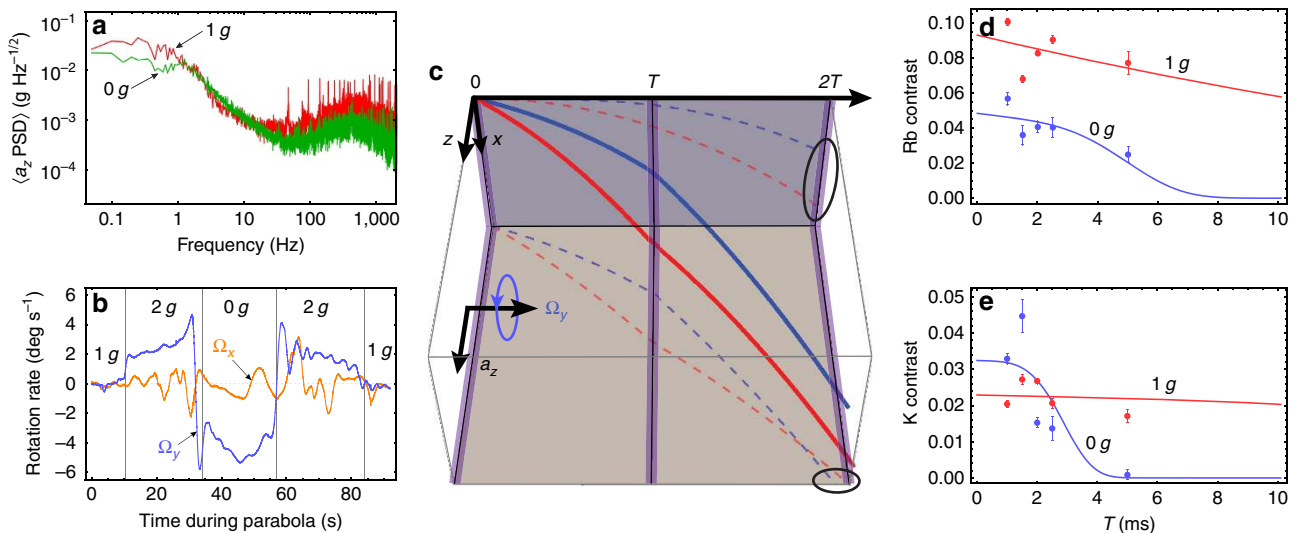 a
10⁻¹
10⁻²
10⁻³
10⁻⁴
⟨a_z PSD⟩ (g Hz⁻¹ᐟ²)
1 g
0 g
0.1 1 10 100 1,000
Frequency (Hz)
b
6
4
2
0
−2
−4
−6
Rotation rate (deg s⁻¹)
1 g
2 g
0 g
2 g
1 g
Ω_x
Ω_y
0 20 40 60 80
Time during parabola (s)
c
0 T 2T
z x
Ω_y
a_z
d
0.10
0.08
0.06
0.04
0.02
0.00
Rb contrast
1 g
0 g
0 2 4 6 8 10
e
0.05
0.04
0.03
0.02
0.01
0.00
K contrast
1 g
0 g
0 2 4 6 8 10
T (ms)